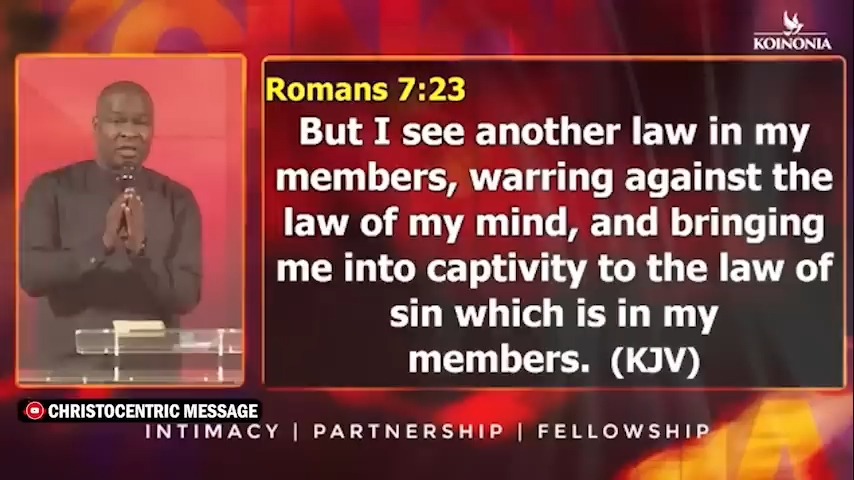 KOINONIA
Romans 7:23
But I see another law in my
members, warring against the
law of my mind, and bringing
me into captivity to the law of
sin which is in my
members. (KJV)
CHRISTOCENTRIC MESSAGE
INTIMACY | PARTNERSHIP | FELLOWSHIP